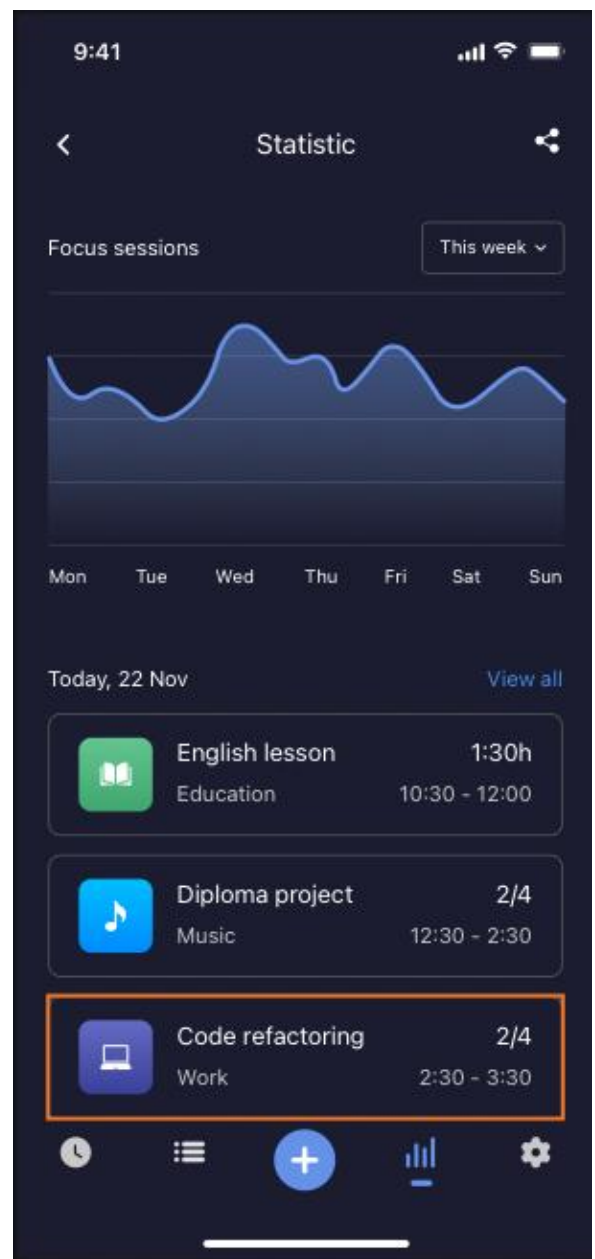 9:41
Statistic
Focus sessions This week
Mon Tue Wed Thu Fri Sat Sun
Today, 22 Nov View all
English lesson 1:30h
Education 10:30 - 12:00
Diploma project 2/4
Music 12:30 - 2:30
Code refactoring 2/4
Work 2:30 - 3:30